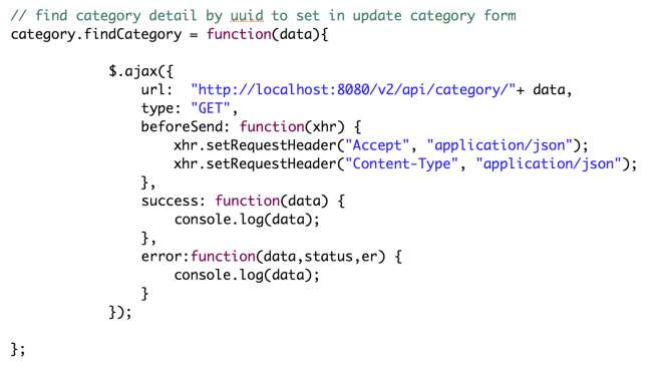 // find category detail by uuid to set in update category form
category.findCategory = function(data){
$.ajax({
url: "http://localhost:8080/v2/api/category/"+ data,
type: "GET",
beforeSend: function(xhr) {
xhr.setRequestHeader("Accept", "application/json");
xhr.setRequestHeader("Content-Type", "application/json");
},
success: function(data) {
console.log(data);
},
error:function(data,status,er) {
console.log(data);
}
});
};